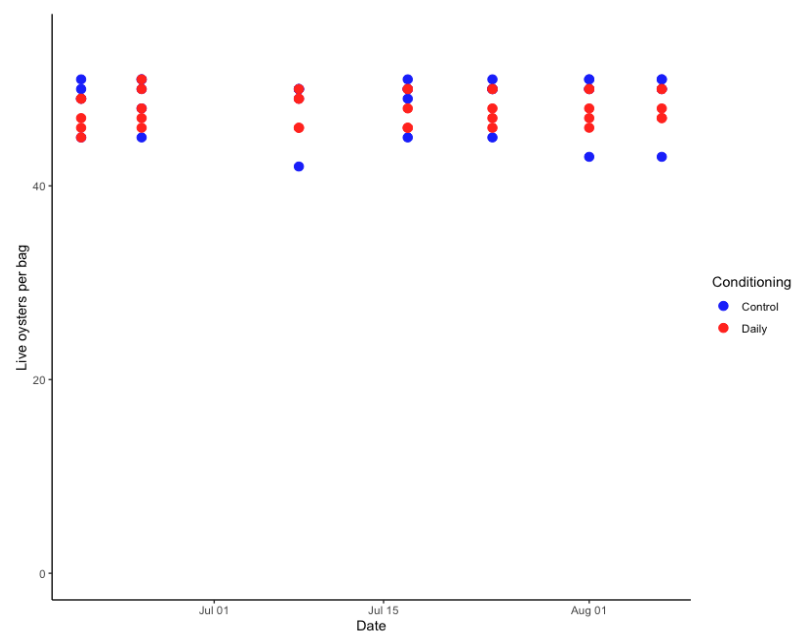 Live oysters per bag
40
20
0
Jul 01
Jul 15
Aug 01
Date
Conditioning
Control
Daily